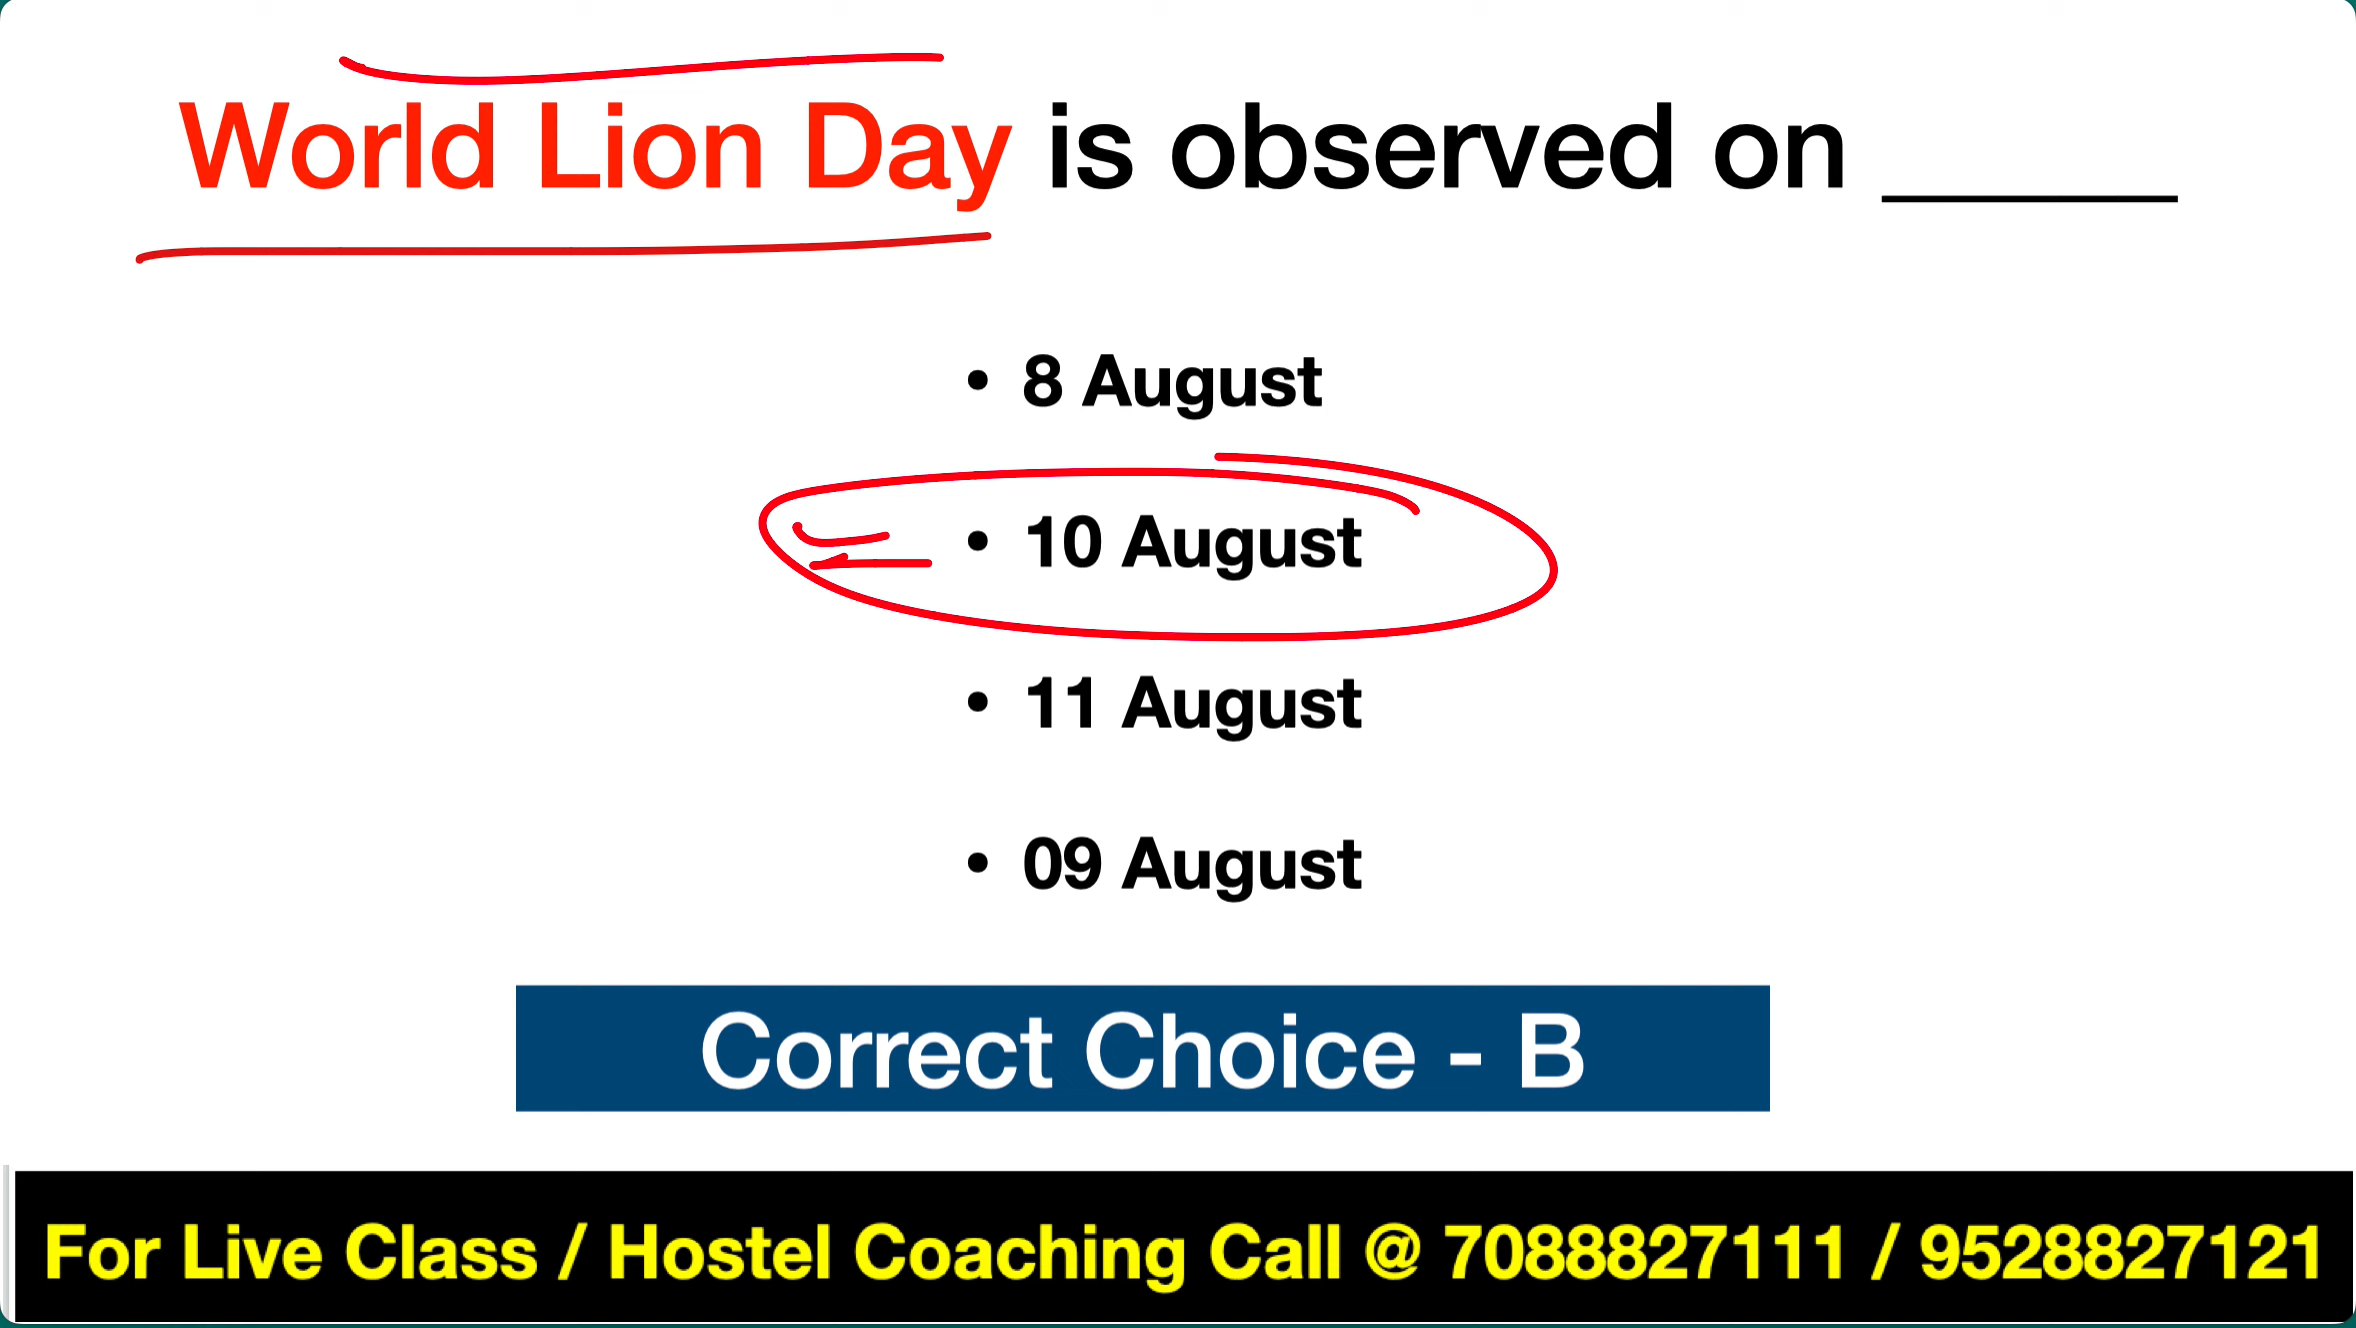 World Lion Day is observed on ______
• 8 August
• 10 August
• 11 August
• 09 August
Correct Choice - B
For Live Class / Hostel Coaching Call @ 7088827111 / 9528827121